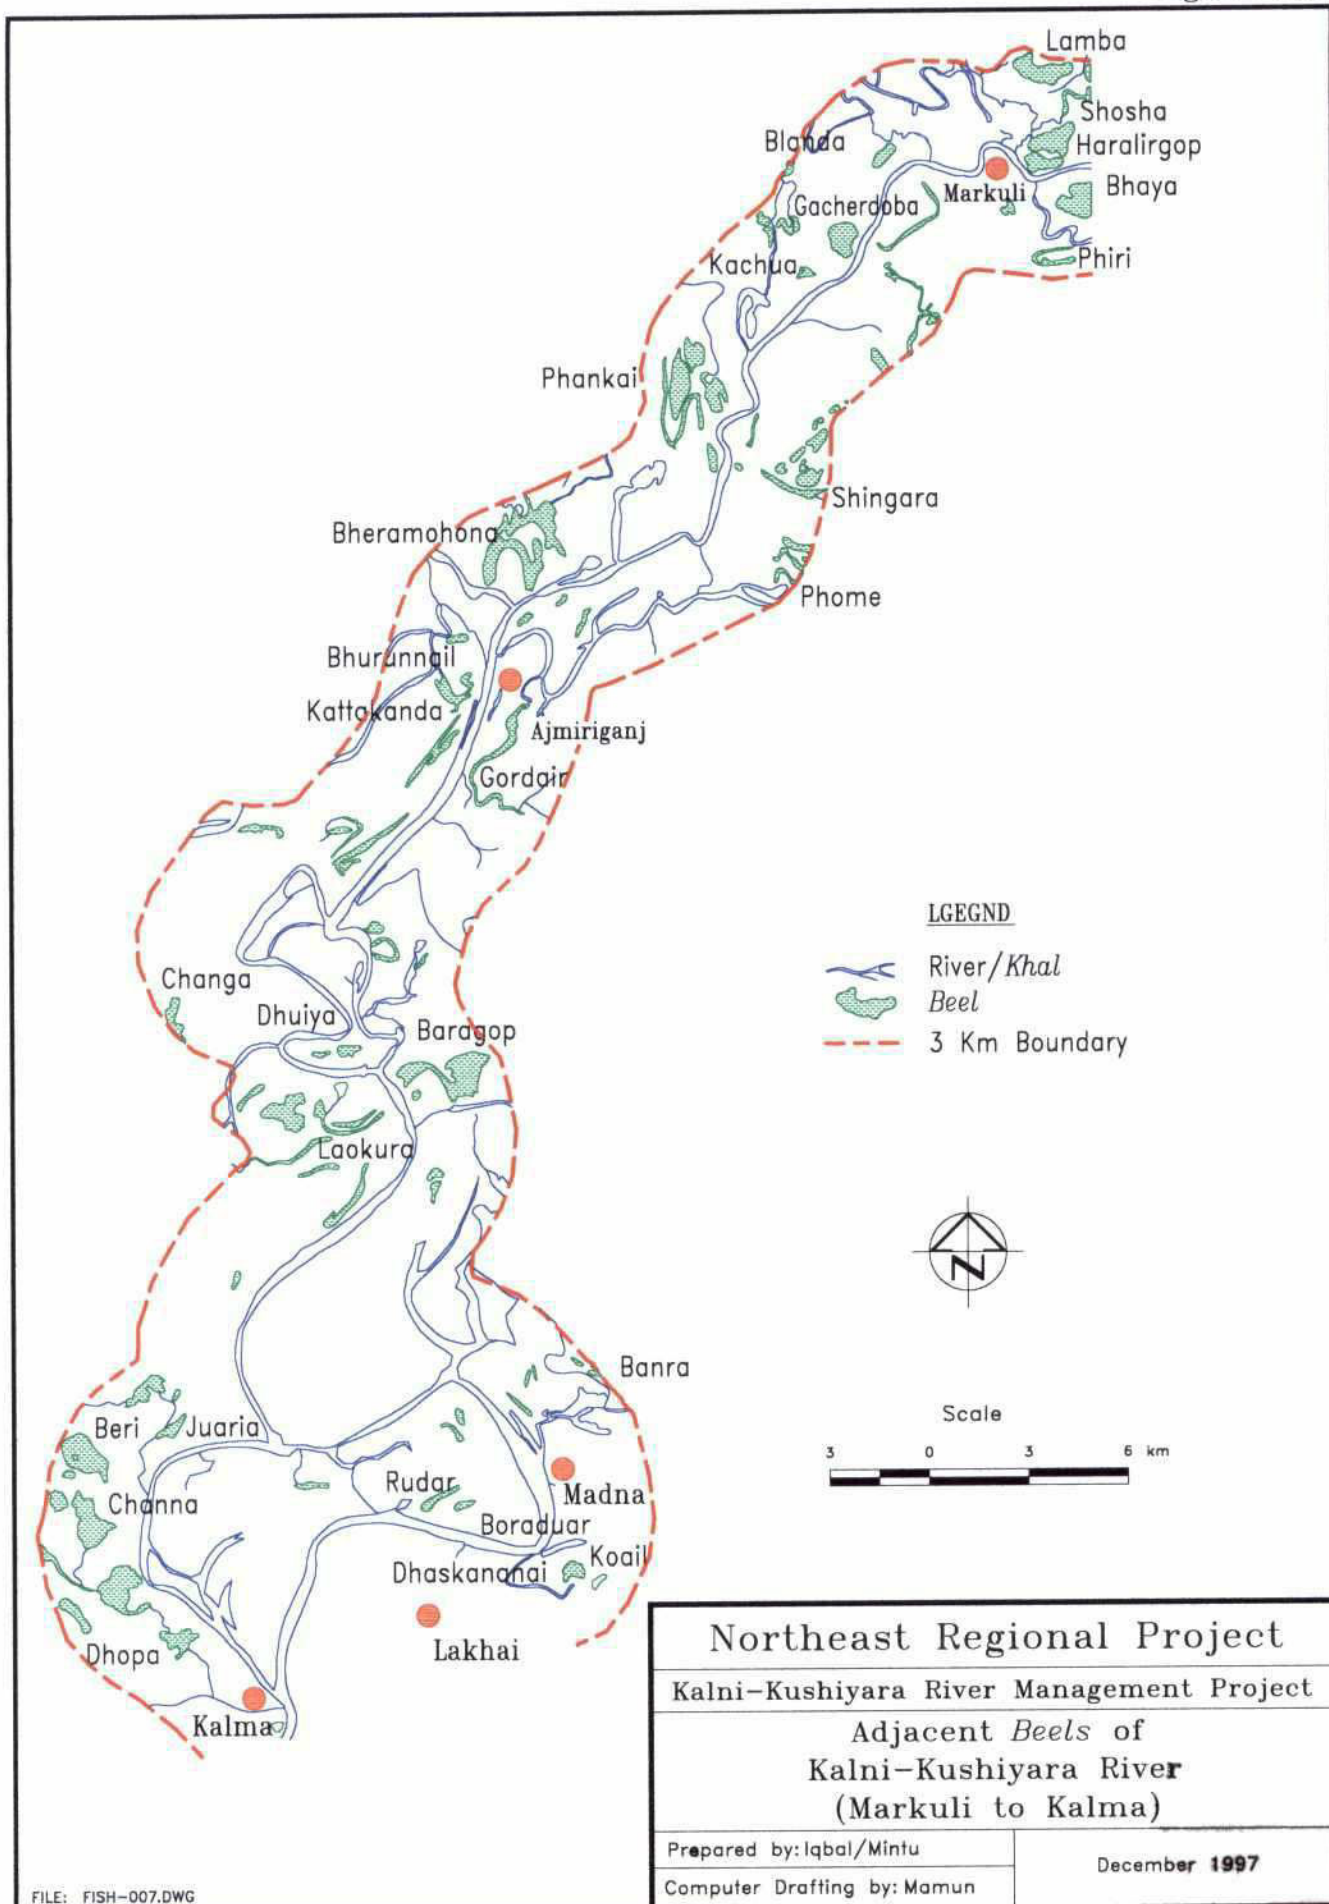 Lamba
Shosha
Blanda
Haralirgop
Markuli
Bhaya
Gacherdoba
Kachua
Phiri
Phankai
Shingara
Bheramohona
Phome
Bhurunnail
Kattakanda
Ajmiriganj
Gordair
LGEGND
River/Khal
Beel
3 Km Boundary
Changa
Dhuiya
Baragop
Laokura
N
Banra
Scale
3 0 3 6 km
Beri
Juaria
Rudar
Madna
Channa
Boraduar
Dhaskanahai
Koail
Lakhai
Dhopa
Kalma
Northeast Regional Project
Kalni-Kushiyara River Management Project
Adjacent Beels of
Kalni-Kushiyara River
(Markuli to Kalma)
Prepared by: Iqbal/Mintu
December 1997
Computer Drafting by: Mamun
FILE: FISH-007.DWG